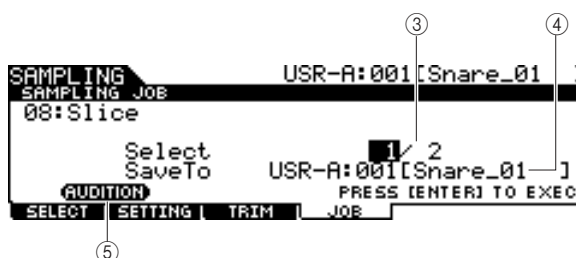 ③ ④
SAMPLING USR-A:001[Snare_01 ]
SAMPLING JOB
08:Slice
Select 1/ 2
SaveTo USR-A:001[Snare_01 ]
AUDITION PRESS [ENTER] TO EXEC
SELECT SETTING TRIM JOB
⑤